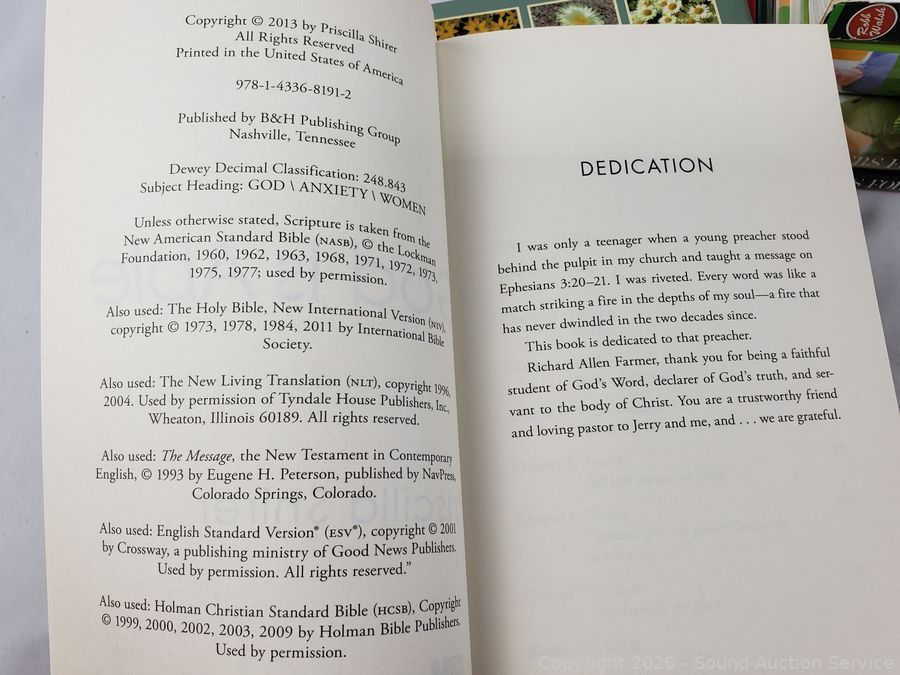 Copyright © 2013 by Priscilla Shirer
All Rights Reserved
Printed in the United States of America
978-1-4336-8191-2
Published by B&H Publishing Group
Nashville, Tennessee
Dewey Decimal Classification: 248.843
Subject Heading: GOD \ ANXIETY \ WOMEN
Unless otherwise stated, Scripture is taken from the
New American Standard Bible (NASB), © the Lockman
Foundation, 1960, 1962, 1963, 1968, 1971, 1972, 1973,
1975, 1977; used by permission.
Also used: The Holy Bible, New International Version (NIV),
copyright © 1973, 1978, 1984, 2011 by International Bible
Society.
Also used: The New Living Translation (NLT), copyright 1996,
2004. Used by permission of Tyndale House Publishers, Inc.,
Wheaton, Illinois 60189. All rights reserved.
Also used: The Message, the New Testament in Contemporary
English, © 1993 by Eugene H. Peterson, published by NavPress,
Colorado Springs, Colorado.
Also used: English Standard Version® (ESV®), copyright © 2001
by Crossway, a publishing ministry of Good News Publishers.
Used by permission. All rights reserved.”
Also used: Holman Christian Standard Bible (HCSB), Copyright
© 1999, 2000, 2002, 2003, 2009 by Holman Bible Publishers.
Used by permission.
DEDICATION
I was only a teenager when a young preacher stood
behind the pulpit in my church and taught a message on
Ephesians 3:20–21. I was riveted. Every word was like a
match striking a fire in the depths of my soul—a fire that
has never dwindled in the two decades since.
This book is dedicated to that preacher.
Richard Allen Farmer, thank you for being a faithful
student of God’s Word, declarer of God’s truth, and ser-
vant to the body of Christ. You are a trustworthy friend
and loving pastor to Jerry and me, and . . . we are grateful.
Robb
Walsh
Copyright 2026 - Sound Auction Service